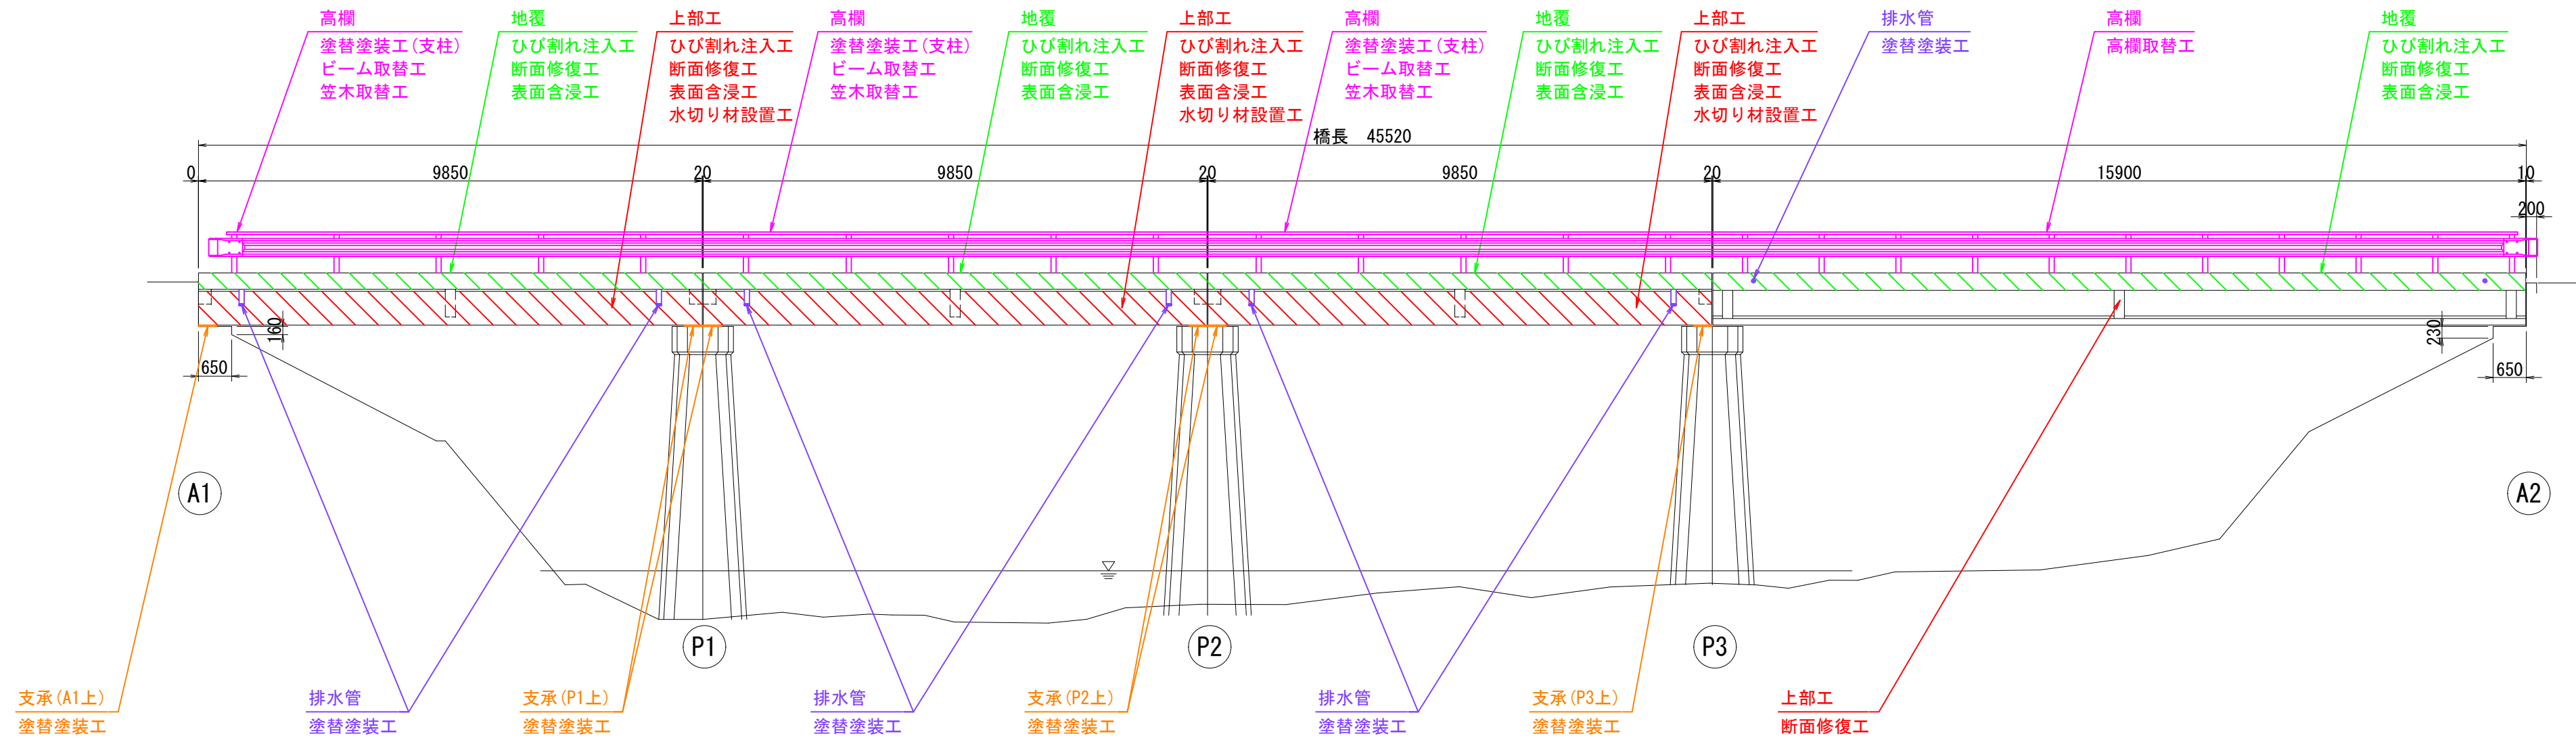 高欄
塗替塗装工(支柱)
ビーム取替工
笠木取替工
地覆
ひび割れ注入工
断面修復工
表面含浸工
上部工
ひび割れ注入工
断面修復工
表面含浸工
水切り材設置工
高欄
塗替塗装工(支柱)
ビーム取替工
笠木取替工
地覆
ひび割れ注入工
断面修復工
表面含浸工
上部工
ひび割れ注入工
断面修復工
表面含浸工
水切り材設置工
高欄
塗替塗装工(支柱)
ビーム取替工
笠木取替工
地覆
ひび割れ注入工
断面修復工
表面含浸工
上部工
ひび割れ注入工
断面修復工
表面含浸工
水切り材設置工
排水管
塗替塗装工
高欄
高欄取替工
地覆
ひび割れ注入工
断面修復工
表面含浸工
橋長 45520
0
9850
20
9850
20
9850
20
15900
10
200
160
650
230
650
A1
A2
P1
P2
P3
支承(A1上)
塗替塗装工
排水管
塗替塗装工
支承(P1上)
塗替塗装工
排水管
塗替塗装工
支承(P2上)
塗替塗装工
排水管
塗替塗装工
支承(P3上)
塗替塗装工
上部工
断面修復工